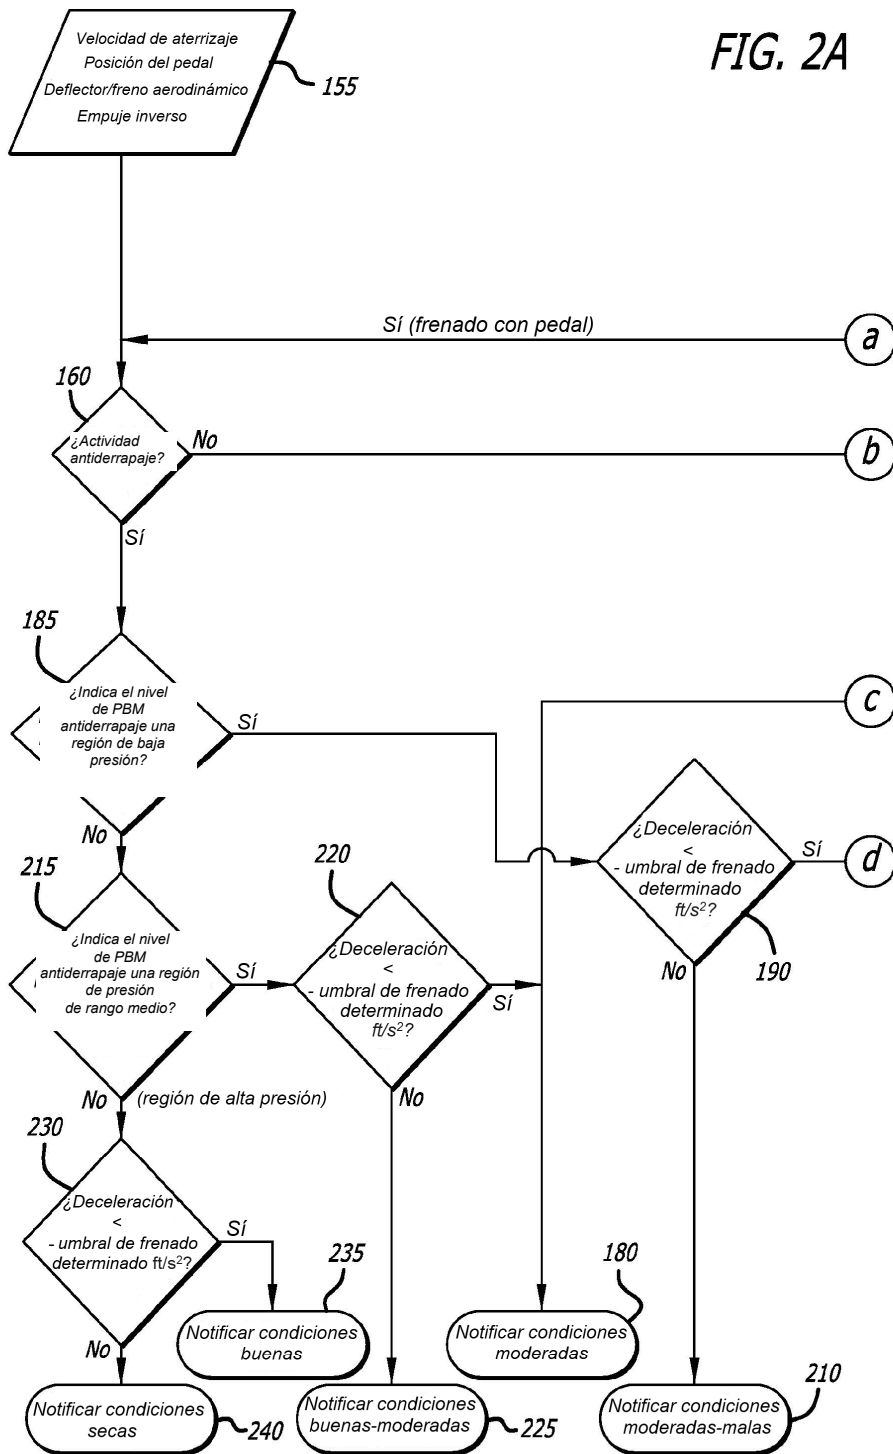 FIG. 2A
Velocidad de aterrizaje
Posición del pedal
Deflector/freno aerodinámico
Empuje inverso
155
Sí (frenado con pedal)
a
160
¿Actividad
antiderrapaje?
No
b
Sí
185
¿Indica el nivel
de PBM
antiderrapaje una
región de baja
presión?
Sí
No
c
¿Deceleración
<
- umbral de frenado
determinado
ft/s²?
Sí
d
190
No
215
¿Indica el nivel
de PBM
antiderrapaje una región
de presión
de rango medio?
Sí
No
(región de alta presión)
220
¿Deceleración
<
- umbral de frenado
determinado
ft/s²?
Sí
No
230
¿Deceleración
<
- umbral de frenado
determinado ft/s²?
Sí
No
235
Notificar condiciones
buenas
180
Notificar condiciones
moderadas
Notificar condiciones
secas
240
Notificar condiciones
buenas-moderadas
225
Notificar condiciones
moderadas-malas
210